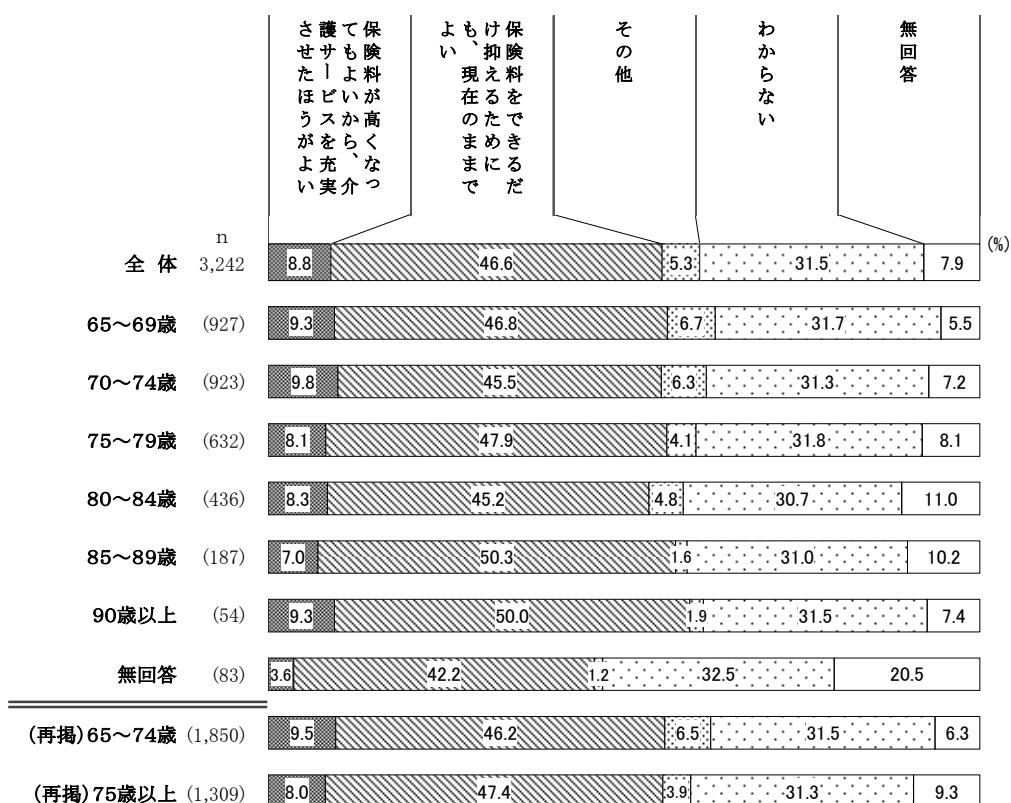 保険料が高くなっ
てもよいから、介
護サービスを充実
させたほうがよい
保険料をできるだ
け抑えるために
も、現在のままで
よい
その他
わからない
無回答
n
(%)
全 体 3,242 8.8 46.6 5.3 31.5 7.9
65～69歳 (927) 9.3 46.8 6.7 31.7 5.5
70～74歳 (923) 9.8 45.5 6.3 31.3 7.2
75～79歳 (632) 8.1 47.9 4.1 31.8 8.1
80～84歳 (436) 8.3 45.2 4.8 30.7 11.0
85～89歳 (187) 7.0 50.3 1.6 31.0 10.2
90歳以上 (54) 9.3 50.0 1.9 31.5 7.4
無回答 (83) 3.6 42.2 1.2 32.5 20.5
(再掲)65～74歳 (1,850) 9.5 46.2 6.5 31.5 6.3
(再掲)75歳以上 (1,309) 8.0 47.4 3.9 31.3 9.3